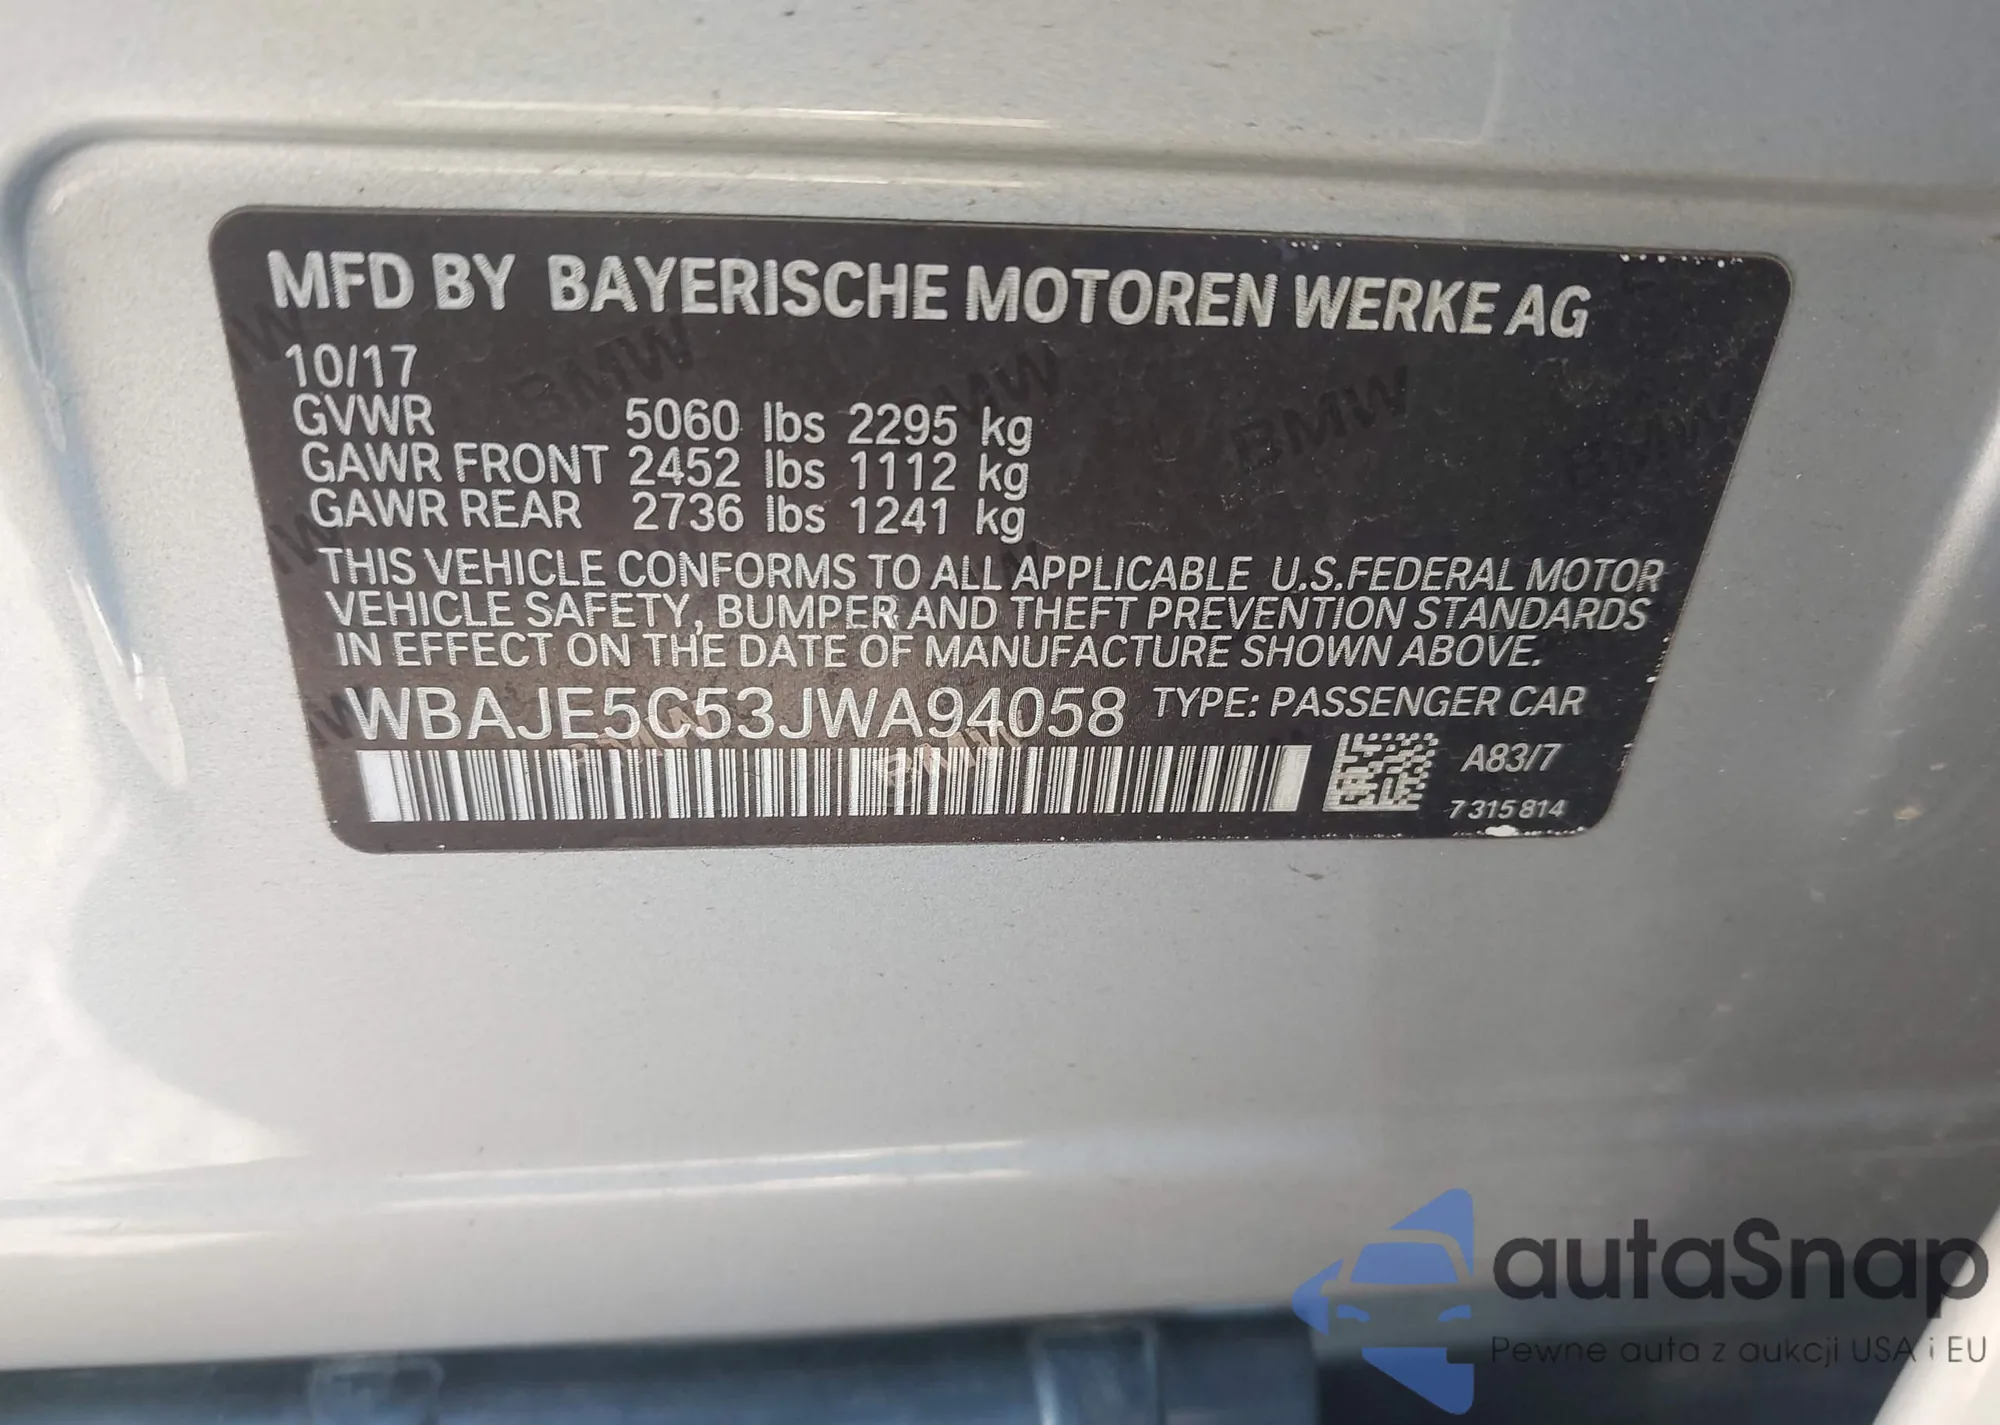 MFD BY BAYERISCHE MOTOREN WERKE AG
10/17
GVWR 5060 lbs 2295 kg
GAWR FRONT 2452 lbs 1112 kg
GAWR REAR 2736 lbs 1241 kg
THIS VEHICLE CONFORMS TO ALL APPLICABLE U.S.FEDERAL MOTOR
VEHICLE SAFETY, BUMPER AND THEFT PREVENTION STANDARDS
IN EFFECT ON THE DATE OF MANUFACTURE SHOWN ABOVE.
WBAJE5C53JWA94058 TYPE: PASSENGER CAR
A83/7
7 315 814
autaSnap
Pewne auta z aukcji USA i EU